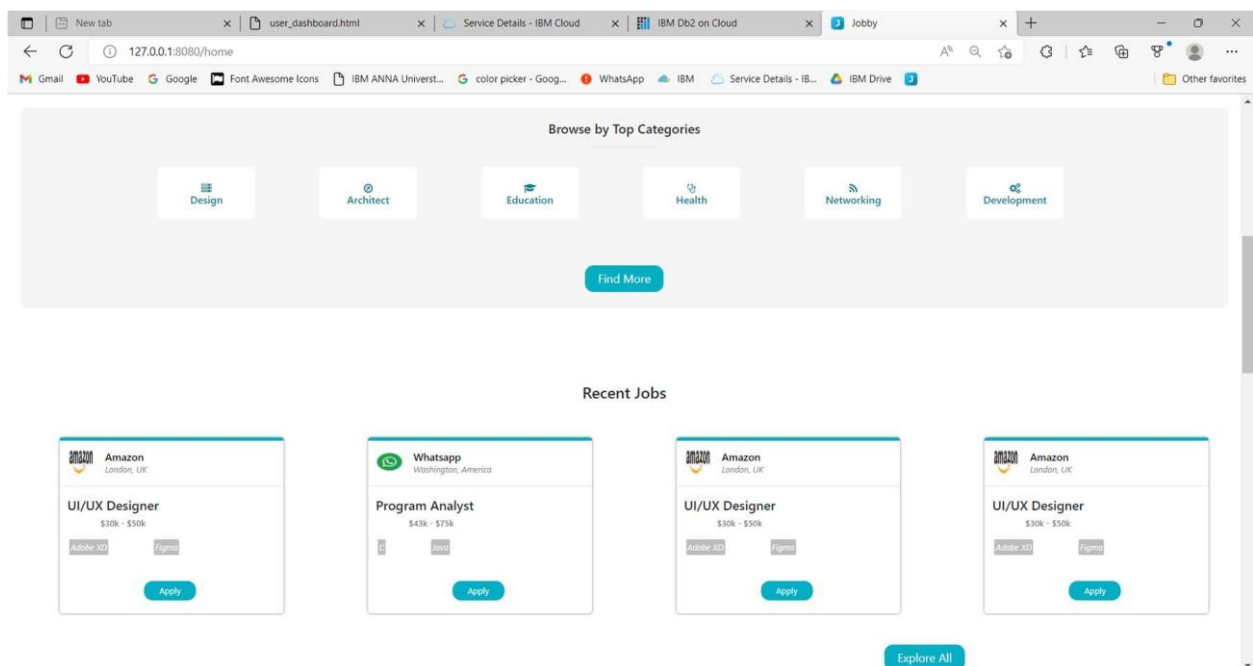 New tab user_dashboard.html Service Details - IBM Cloud IBM Db2 on Cloud Jobby
127.0.0.1:8080/home
Gmail YouTube Google Font Awesome Icons IBM ANNA Universt... color picker - Goog... WhatsApp IBM Service Details - IB... IBM Drive Other favorites
Browse by Top Categories
Design Architect Education Health Networking Development
Find More
Recent Jobs
amazon Amazon Whatsapp amazon Amazon amazon Amazon
London, UK Washington, America London, UK London, UK
UI/UX Designer Program Analyst UI/UX Designer UI/UX Designer
$30k - $50k $43k - $75k $30k - $50k $30k - $50k
Adobe XD Figma C Java Adobe XD Figma Adobe XD Figma
Apply Apply Apply Apply
Explore All